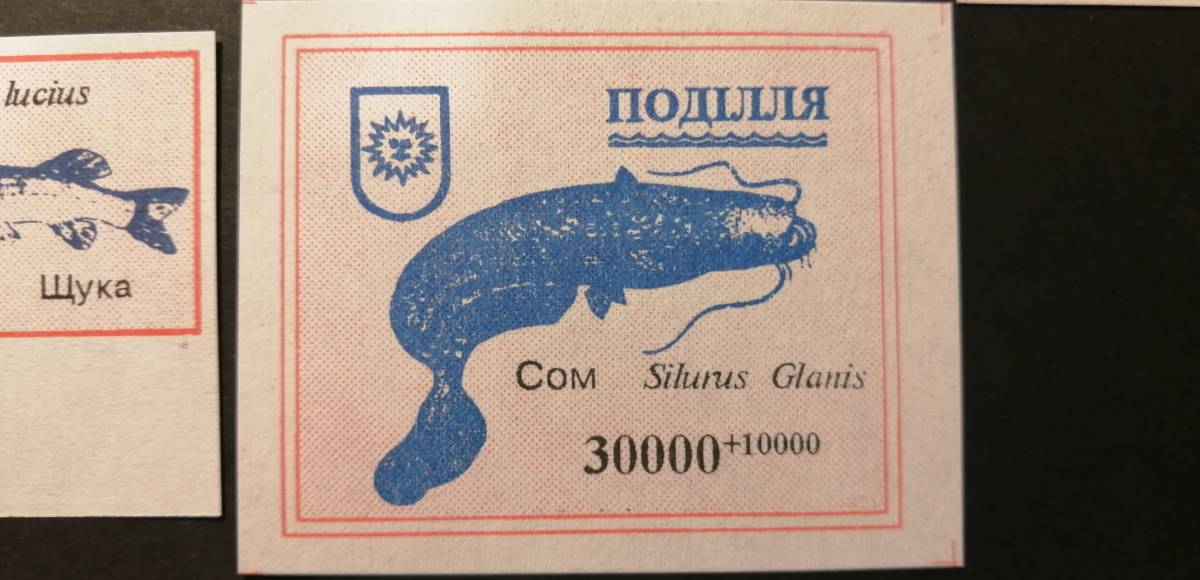 lucius
Щука
ПОДІЛЛЯ
Сом Silurus Glanis
30000+10000